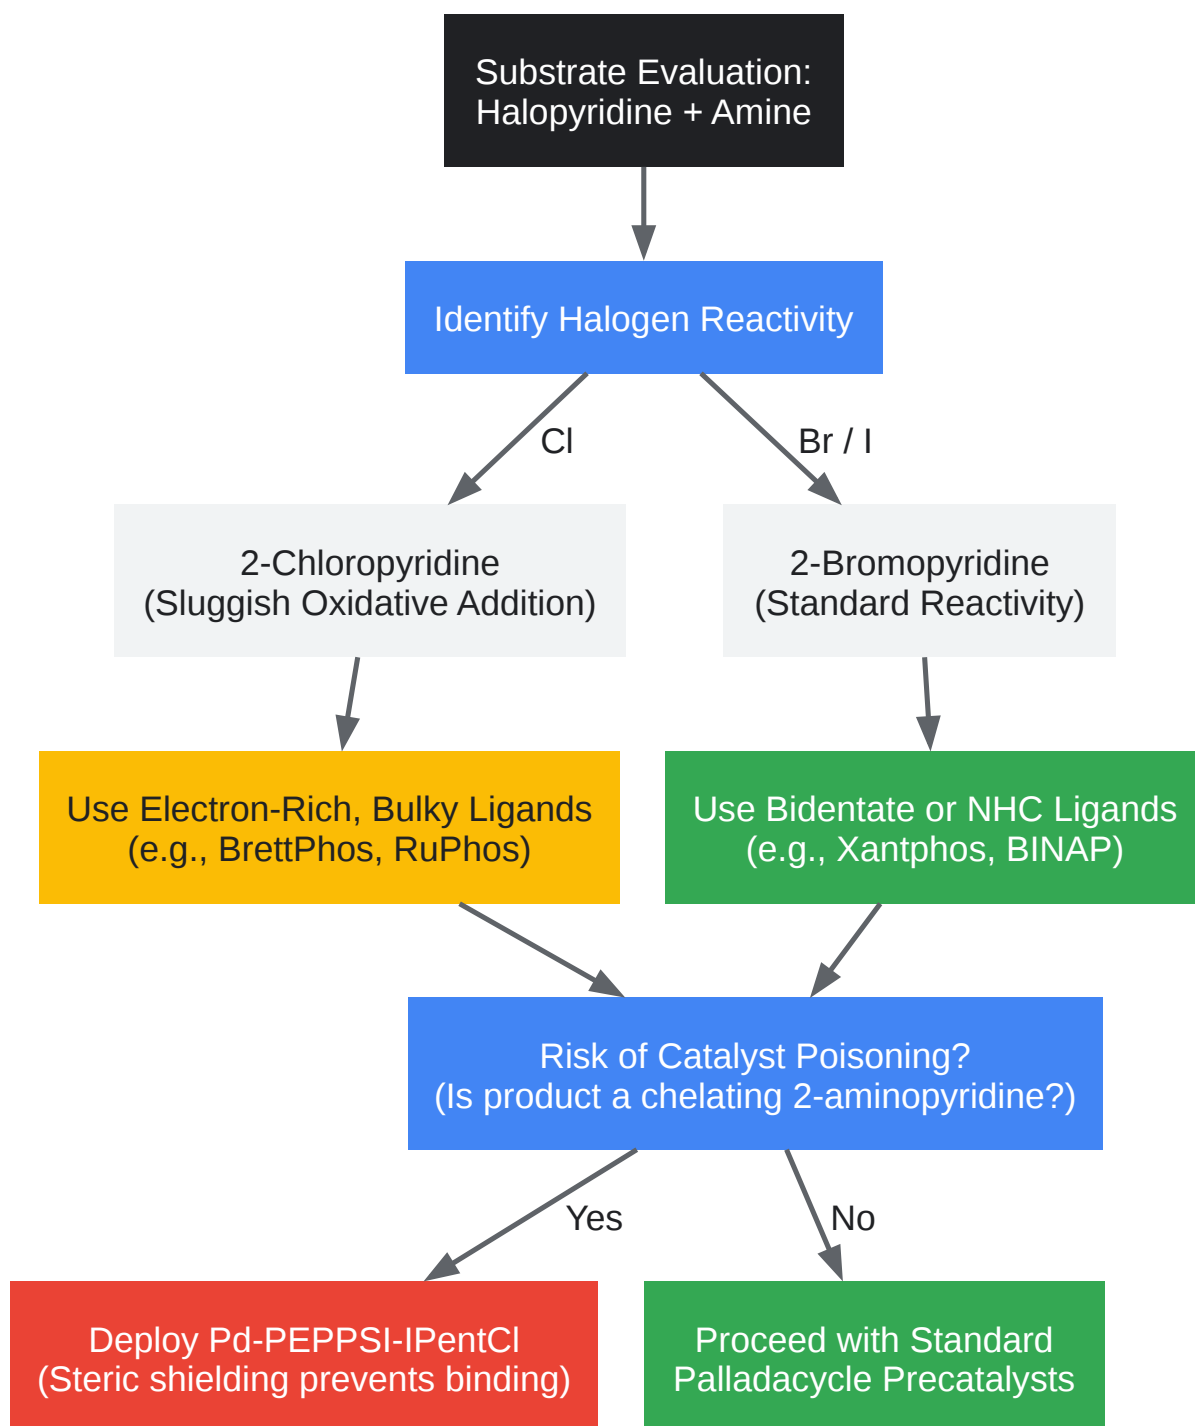 Substrate Evaluation:
Halopyridine + Amine
Identify Halogen Reactivity
Cl
Br / I
2-Chloropyridine
(Sluggish Oxidative Addition)
2-Bromopyridine
(Standard Reactivity)
Use Electron-Rich, Bulky Ligands
(e.g., BrettPhos, RuPhos)
Use Bidentate or NHC Ligands
(e.g., Xantphos, BINAP)
Risk of Catalyst Poisoning?
(Is product a chelating 2-aminopyridine?)
Yes
No
Deploy Pd-PEPPSI-IPentCl
(Steric shielding prevents binding)
Proceed with Standard
Palladacycle Precatalysts